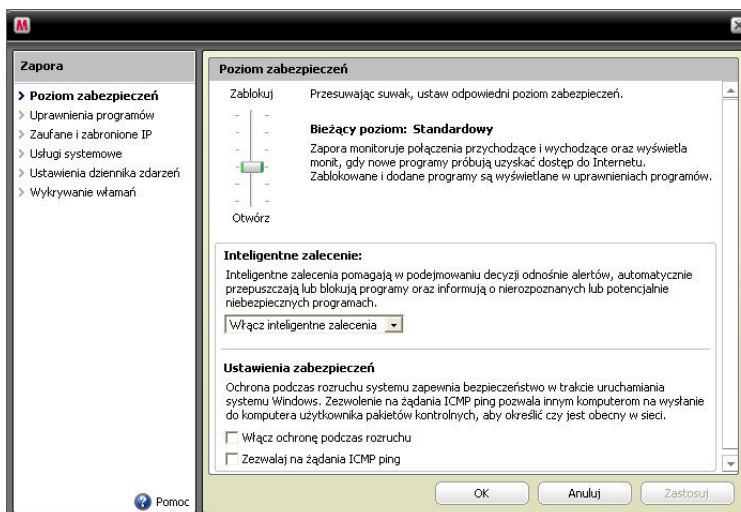 M
Zapora
Poziom zabezpieczeń
Uprawnienia programów
Zaufane i zabronione IP
Usługi systemowe
Ustawienia dziennika zdarzeń
Wykrywanie włamań
Pomoc
Poziom zabezpieczeń
Zablokuj
Otwórz
Przesuwając suwak, ustaw odpowiedni poziom zabezpieczeń.
Bieżący poziom: Standardowy
Zapora monitoruje połączenia przychodzące i wychodzące oraz wyświetla
monit, gdy nowe programy próbują uzyskać dostęp do Internetu.
Zablokowane i dodane programy są wyświetlane w uprawnieniach programów.
Inteligentne zalecenie:
Inteligentne zalecenia pomagają w podejmowaniu decyzji odnośnie alertów, automatycznie
przepuszczają lub blokują programy oraz informują o nierozpoznanych lub potencjalnie
niebezpiecznych programach.
Włącz inteligentne zalecenia
Ustawienia zabezpieczeń
Ochrona podczas rozruchu systemu zapewnia bezpieczeństwo w trakcie uruchamiania
systemu Windows. Zezwolenie na żądania ICMP ping pozwala innym komputerom na wysłanie
do komputera użytkownika pakietów kontrolnych, aby określić czy jest obecny w sieci.
Włącz ochronę podczas rozruchu
Zezwalaj na żądania ICMP ping
OK
Anuluj
Zastosuj